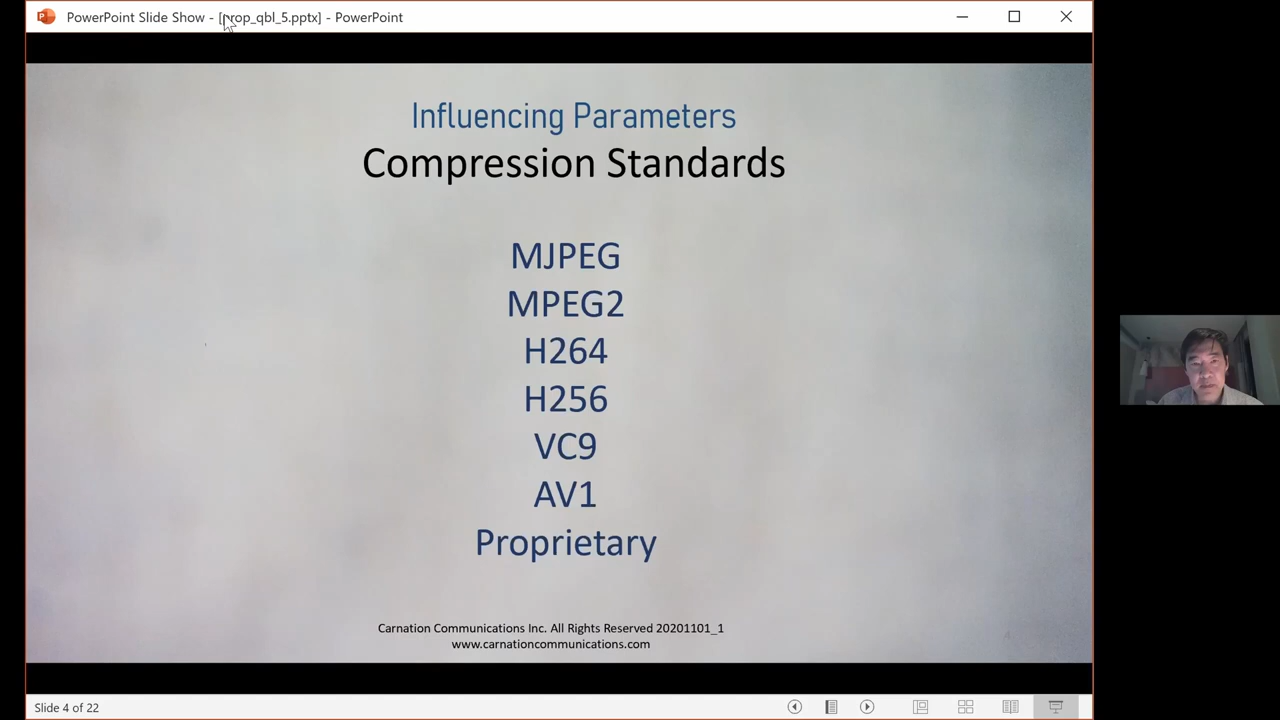 PowerPoint Slide Show - [prop_qbl_5.pptx] - PowerPoint
Influencing Parameters
Compression Standards
MJPEG
MPEG2
H264
H256
VC9
AV1
Proprietary
Carnation Communications Inc. All Rights Reserved 20201101_1
www.carnationcommunications.com
Slide 4 of 22